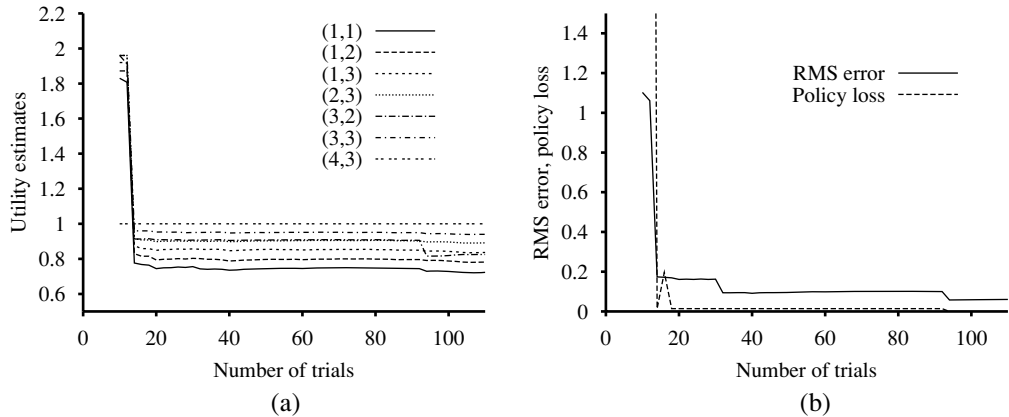 2.2
2
1.8
1.6
1.4
1.2
1
0.8
0.6
Utility estimates
(1,1)
(1,2)
(1,3)
(2,3)
(3,2)
(3,3)
(4,3)
0 20 40 60 80 100
Number of trials
(a)
1.4
1.2
1
0.8
0.6
0.4
0.2
0
RMS error, policy loss
RMS error
Policy loss
0 20 40 60 80 100
Number of trials
(b)